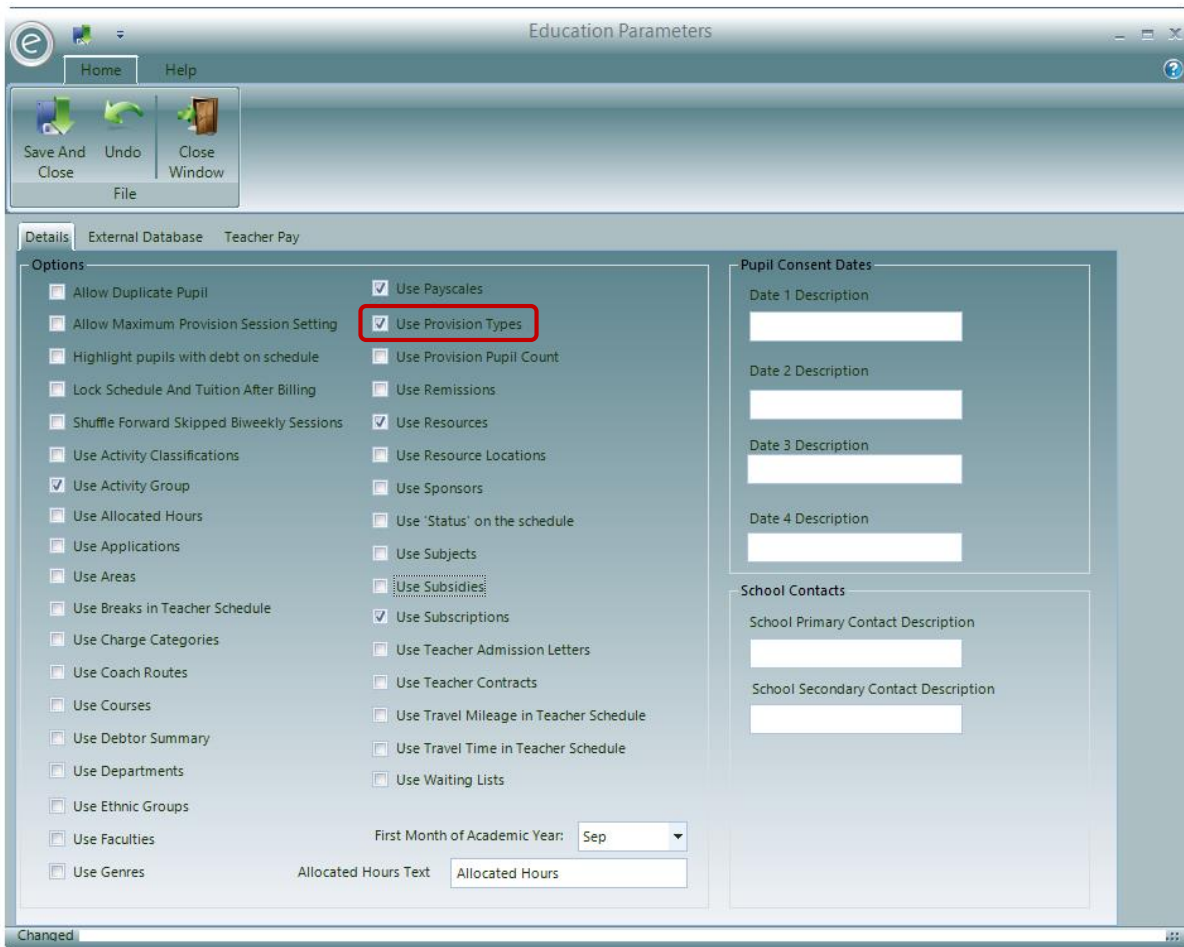 Education Parameters
Home
Help
Save And
Close
Undo
Close
Window
File
Details
External Database
Teacher Pay
Options
Allow Duplicate Pupil
Allow Maximum Provision Session Setting
Highlight pupils with debt on schedule
Lock Schedule And Tuition After Billing
Shuffle Forward Skipped Biweekly Sessions
Use Activity Classifications
Use Activity Group
Use Allocated Hours
Use Applications
Use Areas
Use Breaks in Teacher Schedule
Use Charge Categories
Use Coach Routes
Use Courses
Use Debtor Summary
Use Departments
Use Ethnic Groups
Use Faculties
Use Genres
Use Payscales
Use Provision Types
Use Provision Pupil Count
Use Remissions
Use Resources
Use Resource Locations
Use Sponsors
Use 'Status' on the schedule
Use Subjects
Use Subsidies
Use Subscriptions
Use Teacher Admission Letters
Use Teacher Contracts
Use Travel Mileage in Teacher Schedule
Use Travel Time in Teacher Schedule
Use Waiting Lists
First Month of Academic Year: Sep
Allocated Hours Text Allocated Hours
Pupil Consent Dates
Date 1 Description
Date 2 Description
Date 3 Description
Date 4 Description
School Contacts
School Primary Contact Description
School Secondary Contact Description
Changed